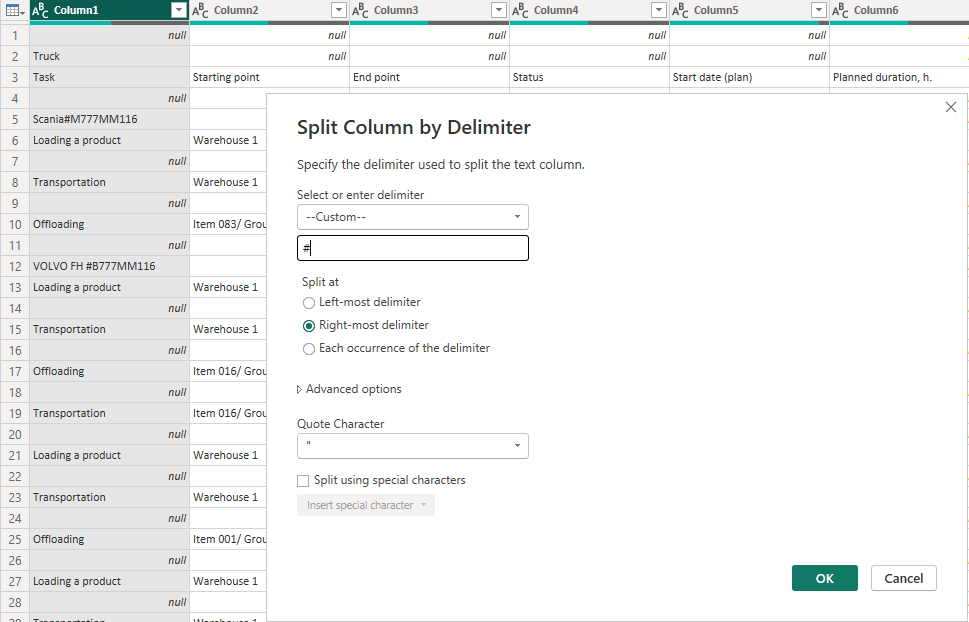 ABC Column1 ABC Column2 ABC Column3 ABC Column4 ABC Column5 ABC Column6
1 null null null null null
2 Truck null null null null
3 Task Starting point End point Status Start date (plan) Planned duration, h.
4 null
5 Scania#M777MM116
6 Loading a product Warehouse 1
7 null
8 Transportation Warehouse 1
9 null
10 Offloading Item 083/ Grou
11 null
12 VOLVO FH #B777MM116
13 Loading a product Warehouse 1
14 null
15 Transportation Warehouse 1
16 null
17 Offloading Item 016/ Grou
18 null
19 Transportation Item 016/ Grou
20 null
21 Loading a product Warehouse 1
22 null
23 Transportation Warehouse 1
24 null
25 Offloading Item 001/ Grou
26 null
27 Loading a product Warehouse 1
28 null
Split Column by Delimiter
Specify the delimiter used to split the text column.
Select or enter delimiter
--Custom--
#
Split at
Left-most delimiter
Right-most delimiter
Each occurrence of the delimiter
Advanced options
Quote Character
"
Split using special characters
Insert special character
OK Cancel